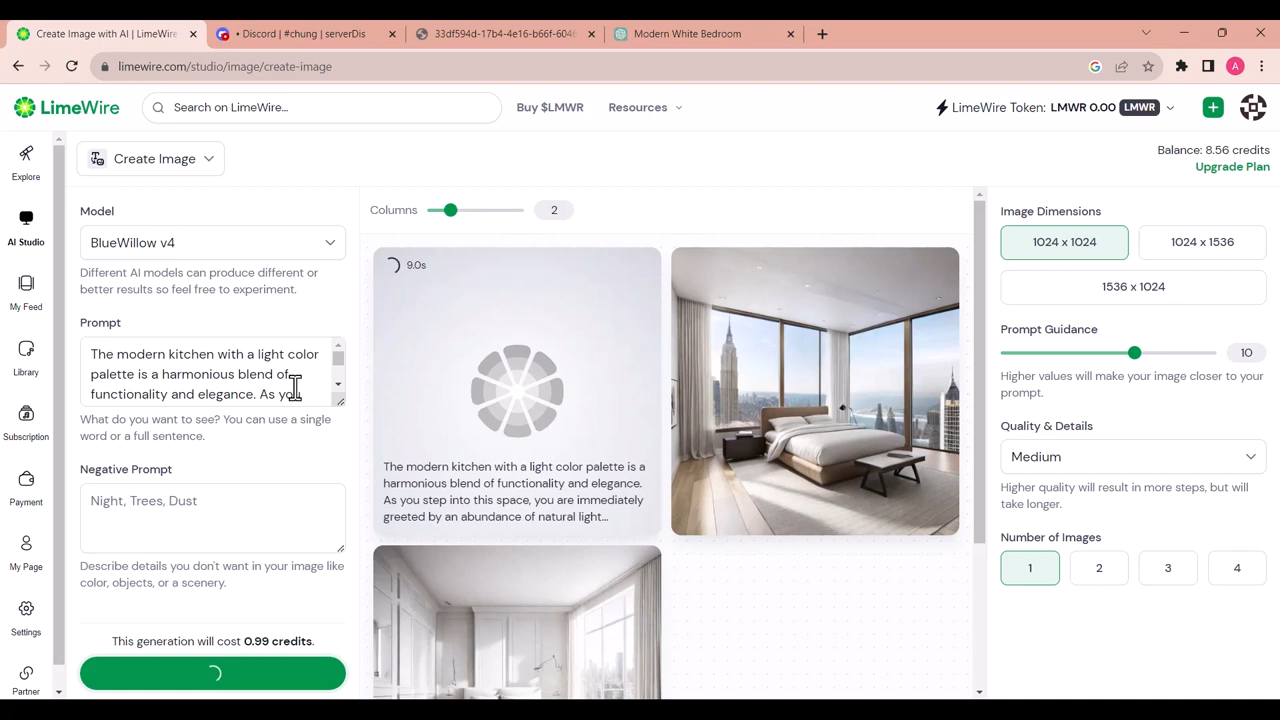 Create Image with AI | LimeWire
• Discord | #chung | serverDis
33df594d-17b4-4e16-b66f-6046
Modern White Bedroom
limewire.com/studio/image/create-image
A
LimeWire
Search on LimeWire...
Buy $LMWR
Resources
LimeWire Token: LMWR 0.00 LMWR
Create Image
Balance: 8.56 credits
Upgrade Plan
Explore
AI Studio
My Feed
Library
Subscription
Payment
My Page
Settings
Partner
Model
BlueWillow v4
Different AI models can produce different or
better results so feel free to experiment.
Prompt
The modern kitchen with a light color
palette is a harmonious blend of
functionality and elegance. As you
What do you want to see? You can use a single
word or a full sentence.
Negative Prompt
Night, Trees, Dust
Describe details you don't want in your image like
color, objects, or a scenery.
This generation will cost 0.99 credits.
Columns
2
9.0s
The modern kitchen with a light color palette is a
harmonious blend of functionality and elegance.
As you step into this space, you are immediately
greeted by an abundance of natural light...
Image Dimensions
1024 x 1024
1024 x 1536
1536 x 1024
Prompt Guidance
10
Higher values will make your image closer to your
prompt.
Quality & Details
Medium
Higher quality will result in more steps, but will
take longer.
Number of Images
1
2
3
4